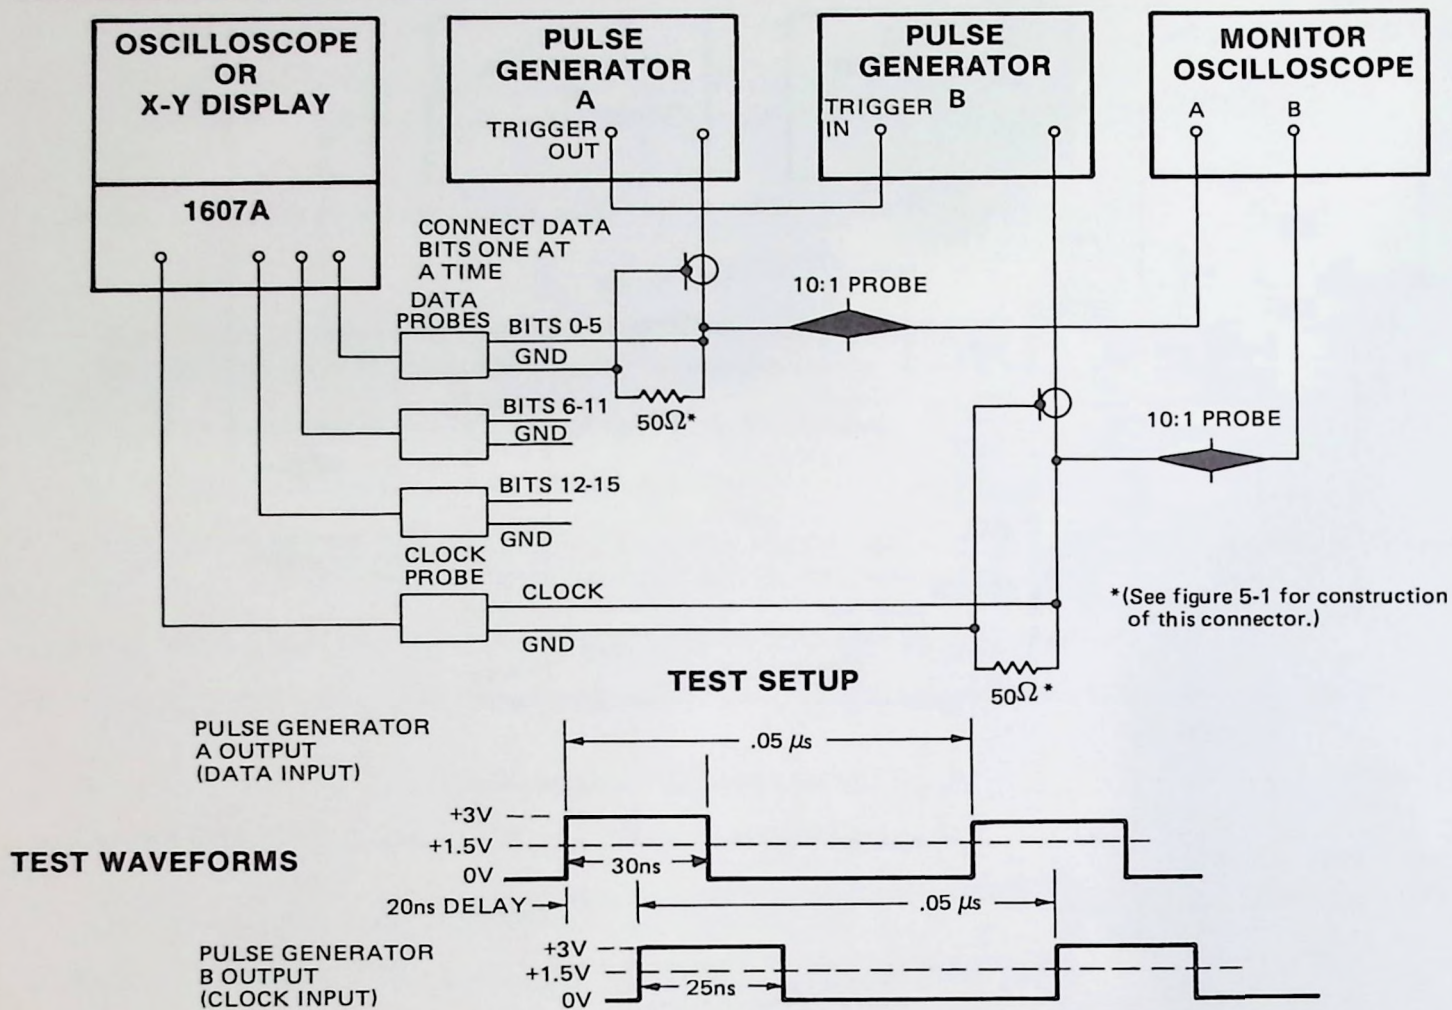 OSCILLOSCOPE
OR
X-Y DISPLAY
1607A
PULSE
GENERATOR
A
TRIGGER
OUT
PULSE
GENERATOR
B
TRIGGER
IN
MONITOR
OSCILLOSCOPE
A
B
CONNECT DATA
BITS ONE AT
A TIME
DATA
PROBES
BITS 0-5
GND
50Ω*
10:1 PROBE
BITS 6-11
GND
10:1 PROBE
BITS 12-15
GND
CLOCK
PROBE
CLOCK
GND
50Ω*
*(See figure 5-1 for construction
of this connector.)
TEST SETUP
PULSE GENERATOR
A OUTPUT
(DATA INPUT)
.05 μs
+3V
+1.5V
0V
30ns
TEST WAVEFORMS
20ns DELAY
.05 μs
PULSE GENERATOR
B OUTPUT
(CLOCK INPUT)
+3V
+1.5V
0V
25ns